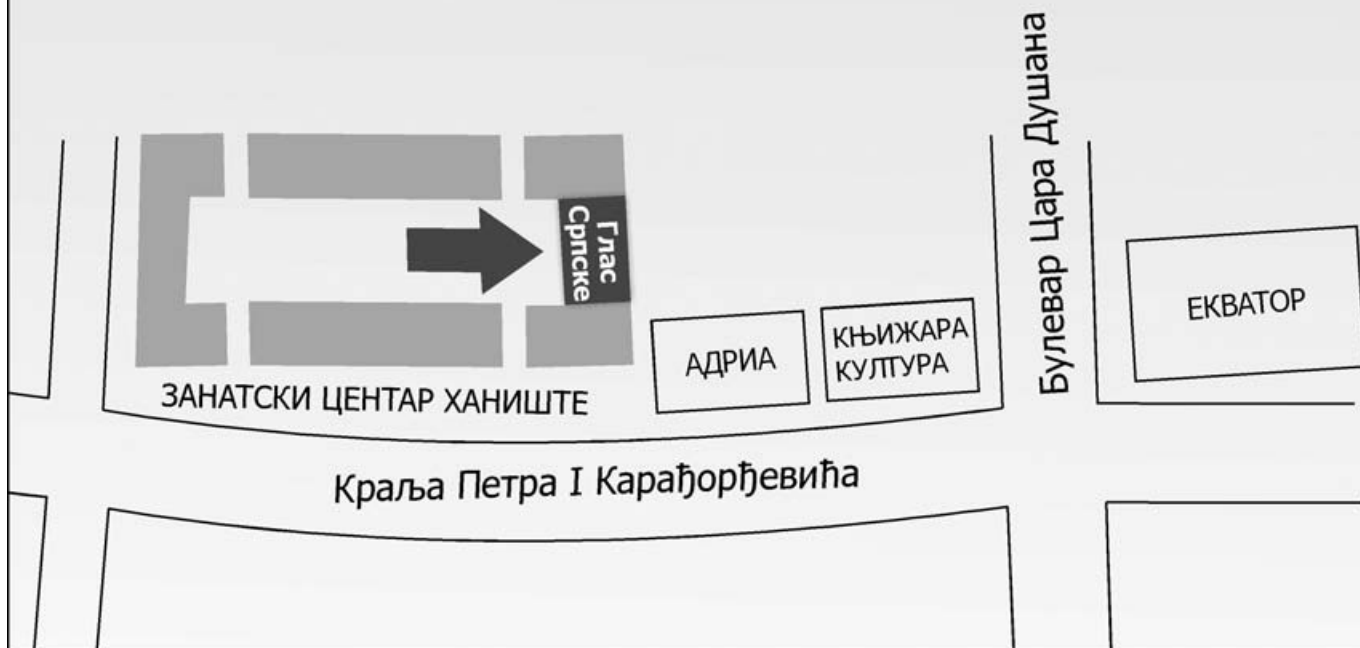 Булевар Цара Душана
Глас
Српске
ЕКВАТОР
КЊИЖАРА
КУЛТУРА
АДРИА
ЗАНАТСКИ ЦЕНТАР ХАНИШТЕ
Краља Петра I Карађорђевића